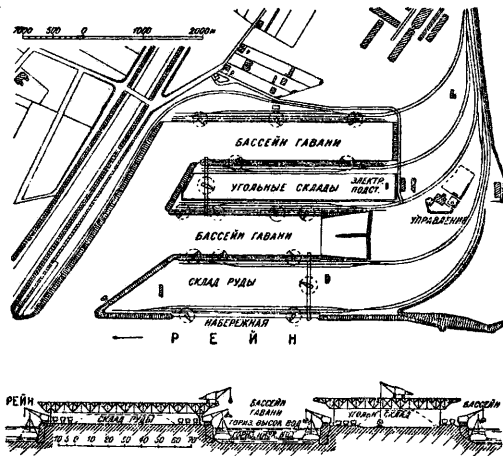 1000 500 0 1000 2000 м
БАССЕЙН ГАВАНИ
УГОЛЬНЫЕ СКЛАДЫ
ЭЛЕКТР.
ПОДСТ.
УПРАВЛЕНИЕ
БАССЕЙН ГАВАНИ
СКЛАД РУДЫ
НАБЕРЕЖНАЯ
Р Е Й Н
РЕЙН
СКЛАД РУДЫ
10 5 0 10 20 30 40 50 60 70
БАССЕЙН
ГАВАНИ
ГОРИЗ. ВЫСОК. ВОД
УГОЛЬН. СКЛАД
БАССЕЙН